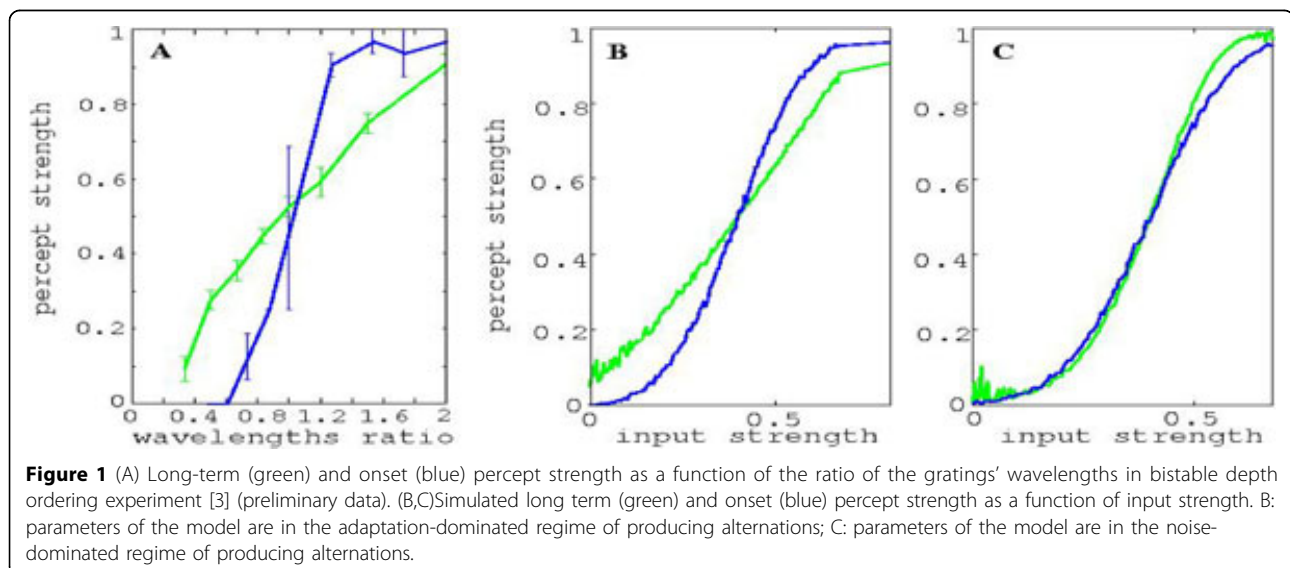 A
B
C
percept strength
1
0.8
0.6
0.4
0.2
0
0 0.4 0.8 1.2 1.6 2
wavelengths ratio
percept strength
1
0.8
0.6
0.4
0.2
0
0 0.5
input strength
1
0.8
0.6
0.4
0.2
0
0 0.5
input strength
Figure 1 (A) Long-term (green) and onset (blue) percept strength as a function of the ratio of the gratings' wavelengths in bistable depth
ordering experiment [3] (preliminary data). (B,C)Simulated long term (green) and onset (blue) percept strength as a function of input strength. B:
parameters of the model are in the adaptation-dominated regime of producing alternations; C: parameters of the model are in the noise-
dominated regime of producing alternations.